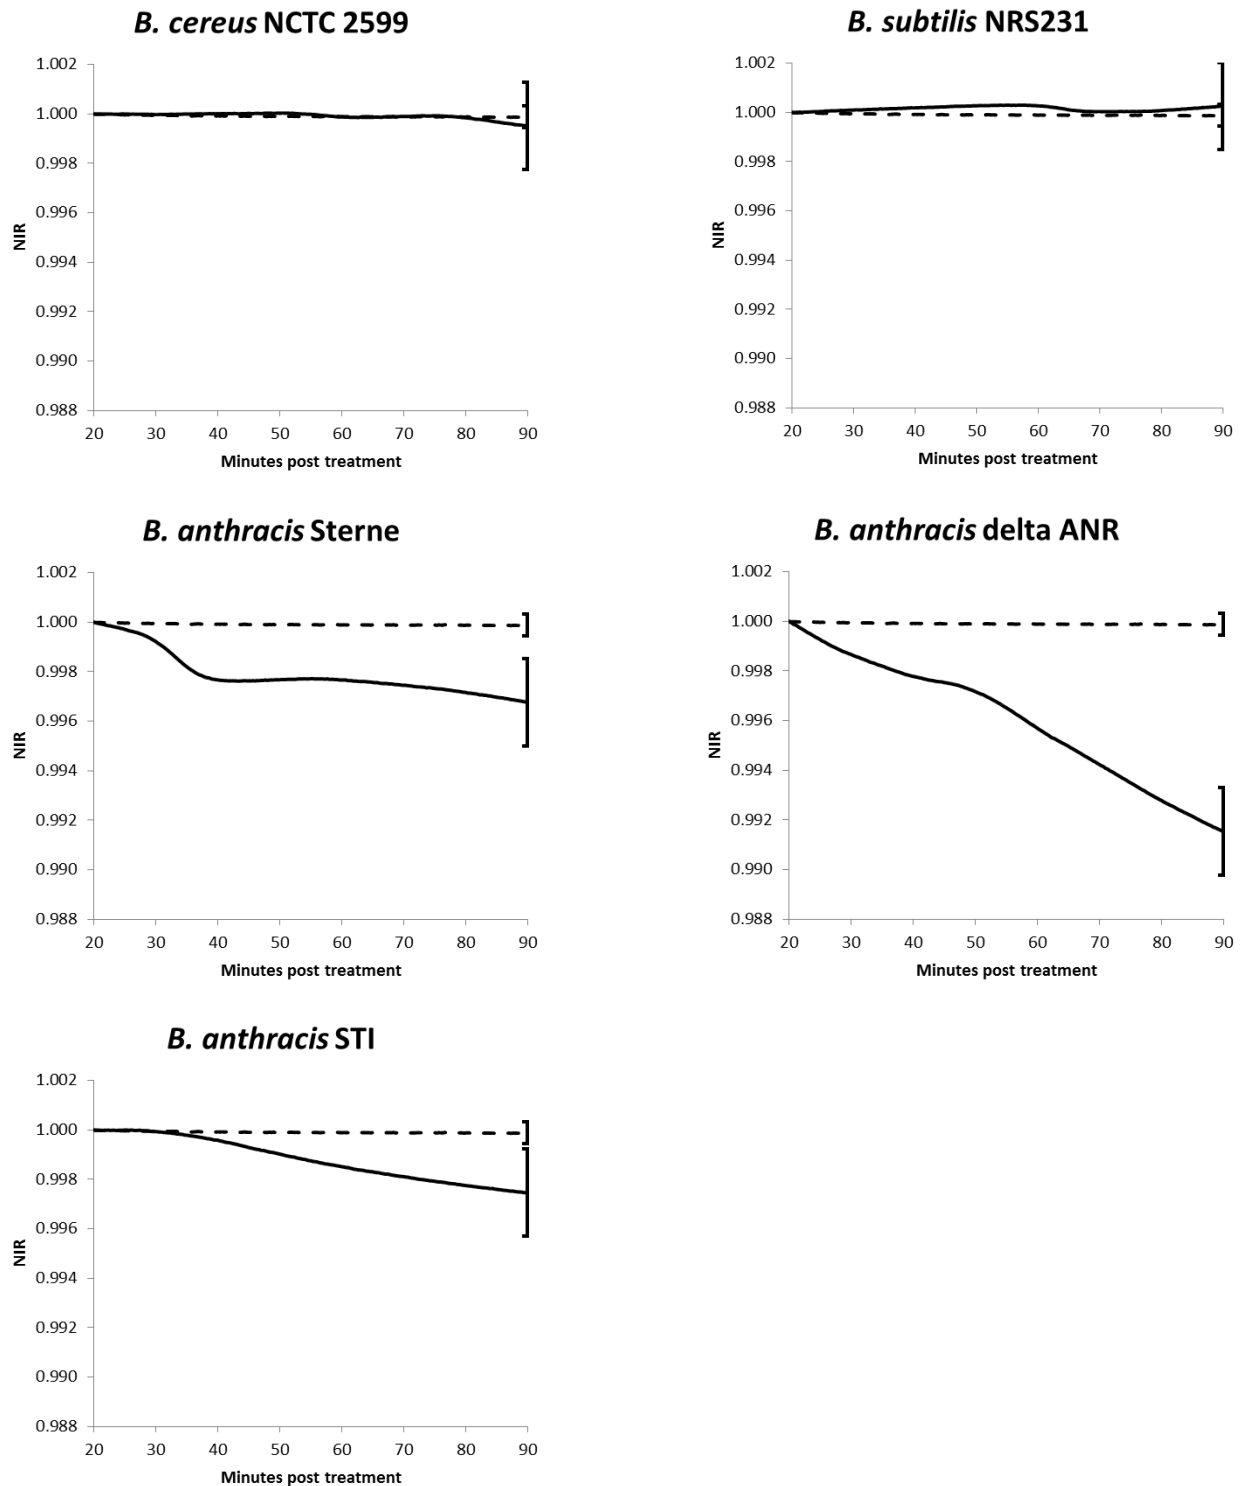 B. cereus NCTC 2599
1.002
1.000
0.998
0.996
0.994
0.992
0.990
0.988
NIR
20 30 40 50 60 70 80 90
Minutes post treatment
B. subtilis NRS231
1.002
1.000
0.998
0.996
0.994
0.992
0.990
0.988
NIR
20 30 40 50 60 70 80 90
Minutes post treatment
B. anthracis Sterne
1.002
1.000
0.998
0.996
0.994
0.992
0.990
0.988
NIR
20 30 40 50 60 70 80 90
Minutes post treatment
B. anthracis delta ANR
1.002
1.000
0.998
0.996
0.994
0.992
0.990
0.988
NIR
20 30 40 50 60 70 80 90
Minutes post treatment
B. anthracis STI
1.002
1.000
0.998
0.996
0.994
0.992
0.990
0.988
NIR
20 30 40 50 60 70 80 90
Minutes post treatment